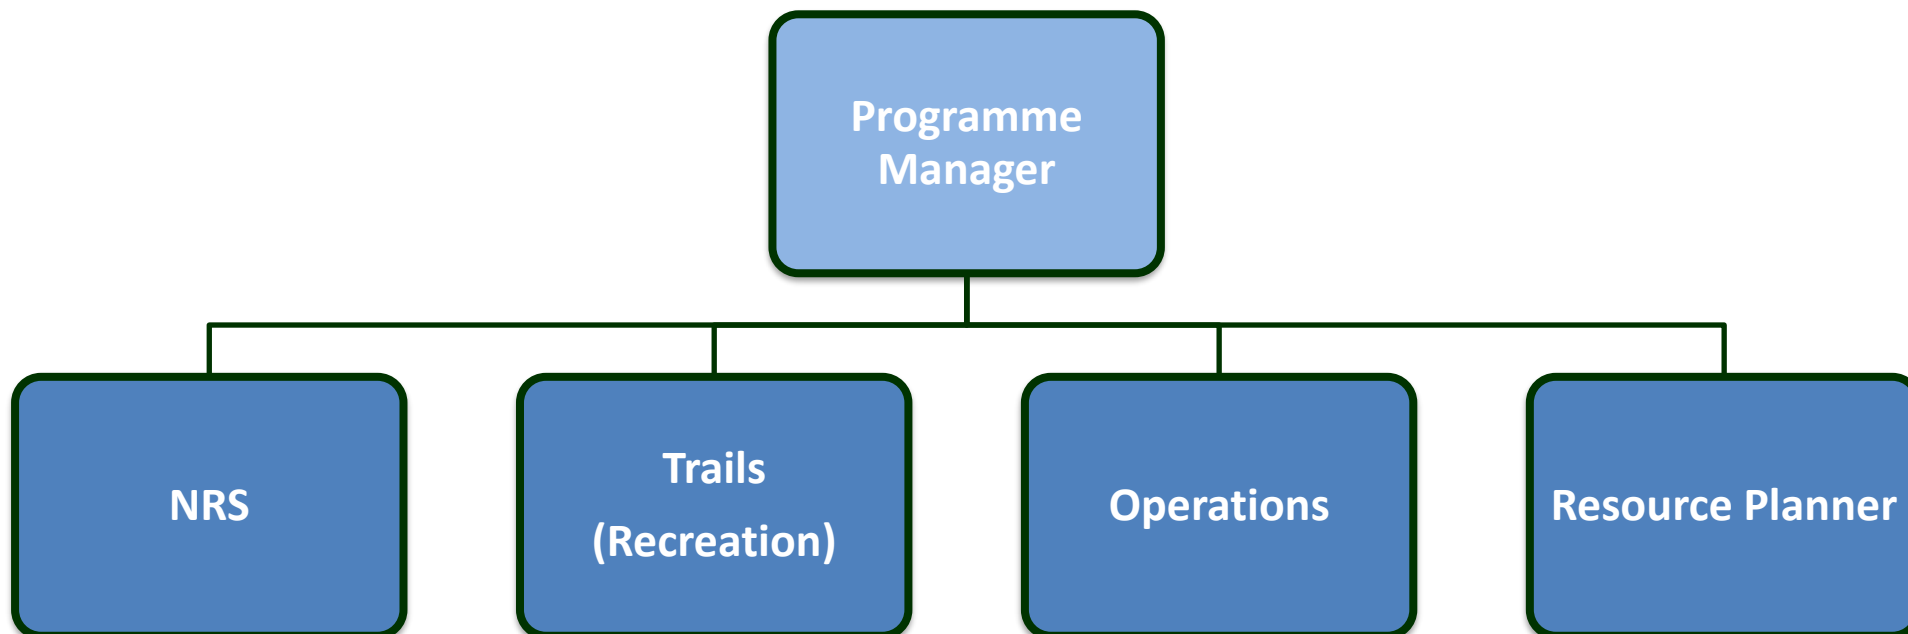 Programme
Manager
NRS
Trails
(Recreation)
Operations
Resource Planner